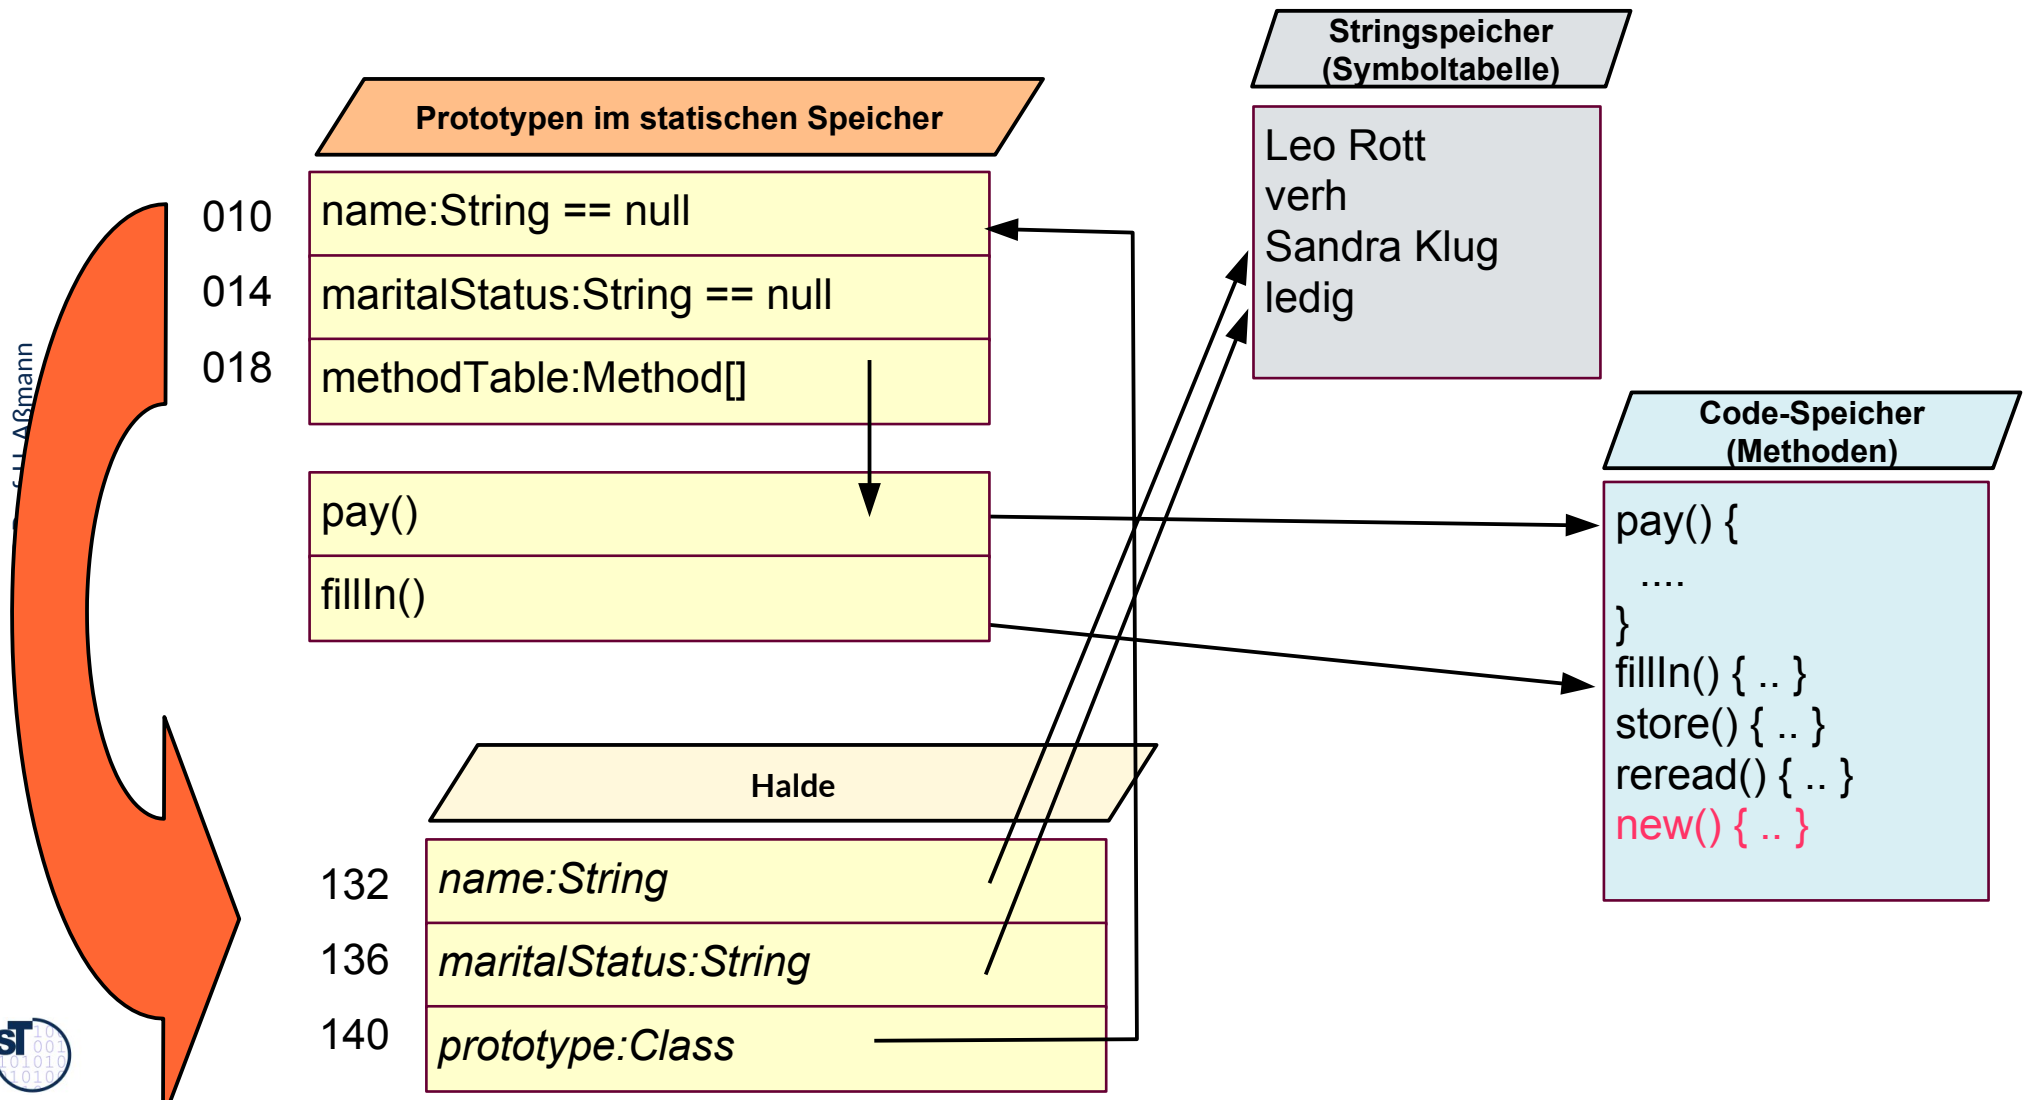 Stringspeicher
(Symboltabelle)
Leo Rott
verh
Sandra Klug
ledig
Prototypen im statischen Speicher
010
name:String == null
014
maritalStatus:String == null
018
methodTable:Method[]
pay()
fillIn()
Code-Speicher
(Methoden)
pay() {
....
}
fillIn() { .. }
store() { .. }
reread() { .. }
new() { .. }
Halde
132
name:String
136
maritalStatus:String
140
prototype:Class
Aßmann
sT